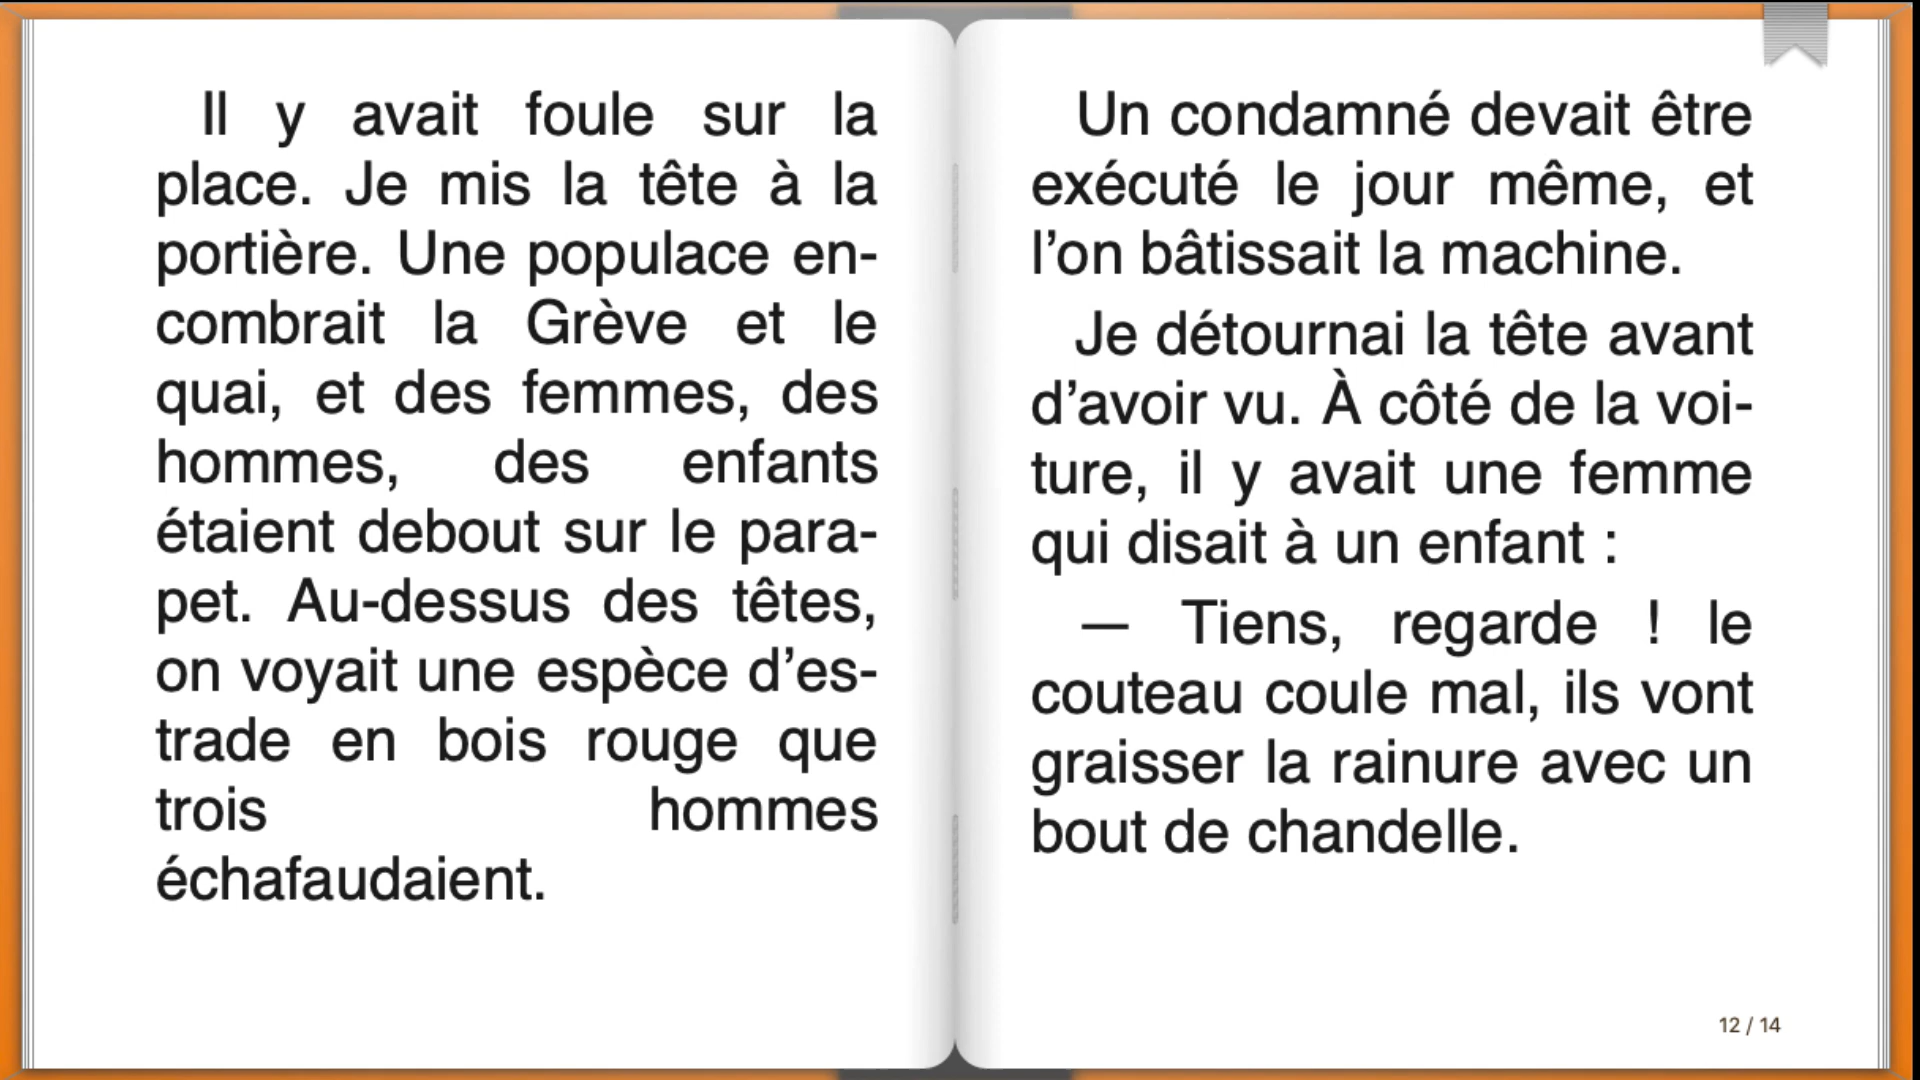 Il y avait foule sur la
place. Je mis la tête à la
portière. Une populace en-
combrait la Grève et le
quai, et des femmes, des
hommes, des enfants
étaient debout sur le para-
pet. Au-dessus des têtes,
on voyait une espèce d’es-
trade en bois rouge que
trois hommes
échafaudaient.
Un condamné devait être
exécuté le jour même, et
l’on bâtissait la machine.
Je détournai la tête avant
d’avoir vu. À côté de la voi-
ture, il y avait une femme
qui disait à un enfant :
— Tiens, regarde ! le
couteau coule mal, ils vont
graisser la rainure avec un
bout de chandelle.
12 / 14